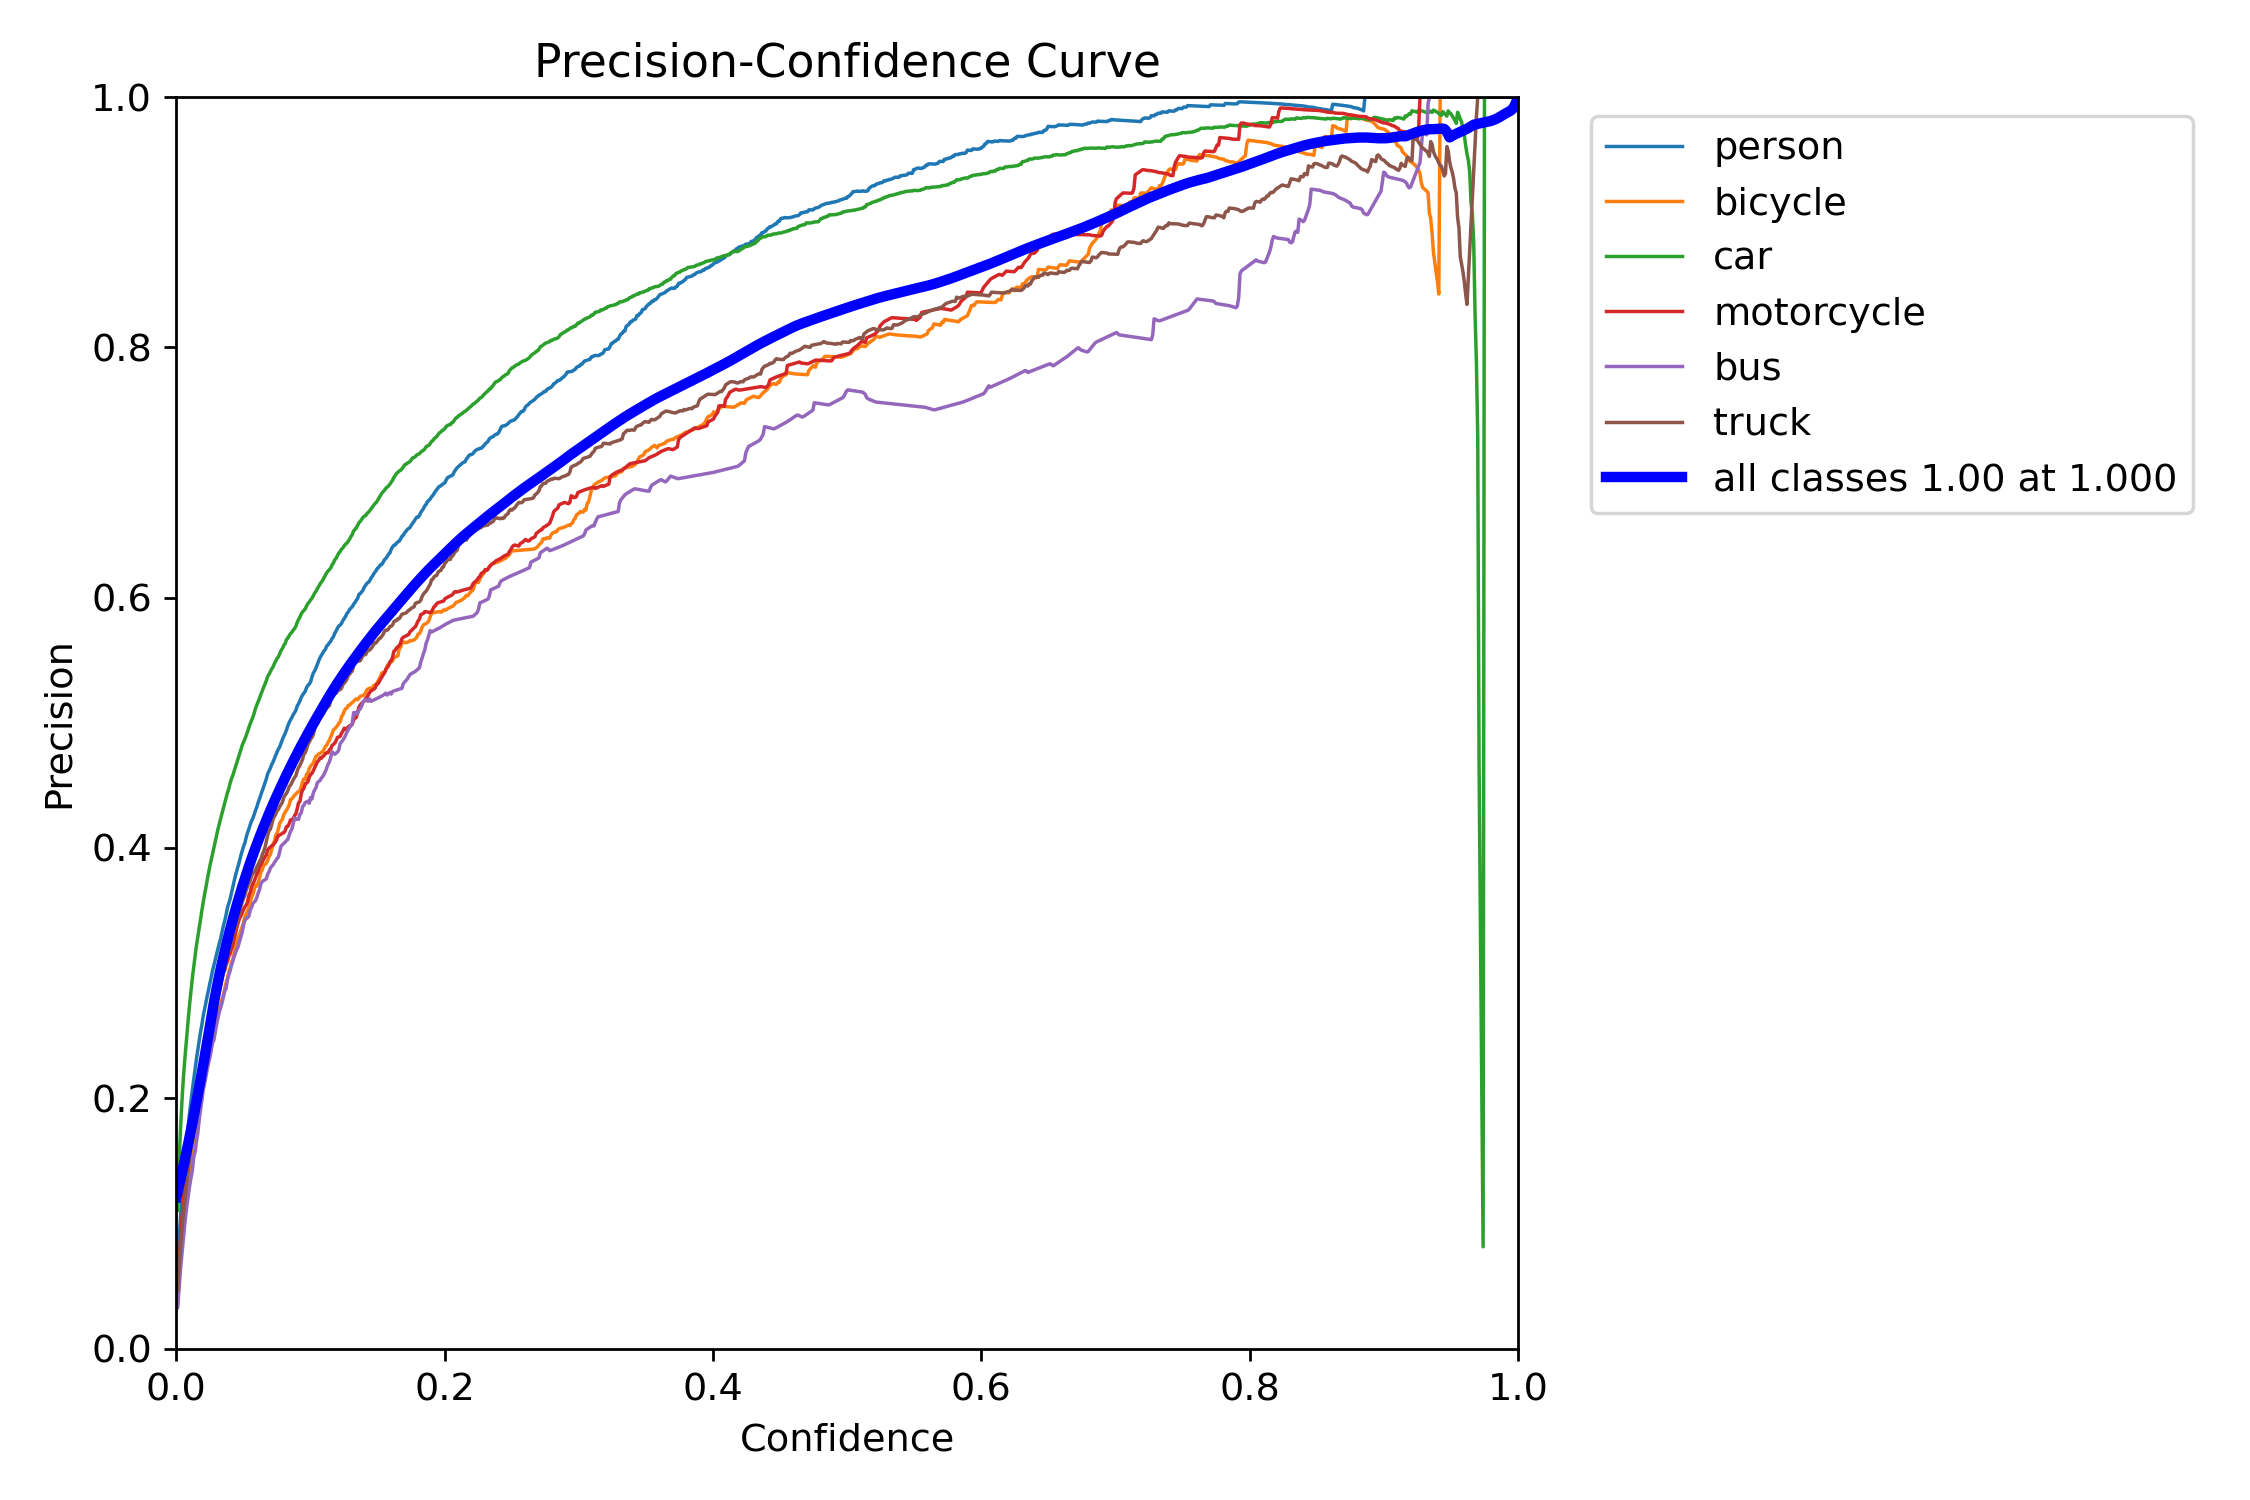 Precision-Confidence Curve
1.0
0.8
0.6
0.4
0.2
0.0
Precision
0.0 0.2 0.4 0.6 0.8 1.0
Confidence
person
bicycle
car
motorcycle
bus
truck
all classes 1.00 at 1.000